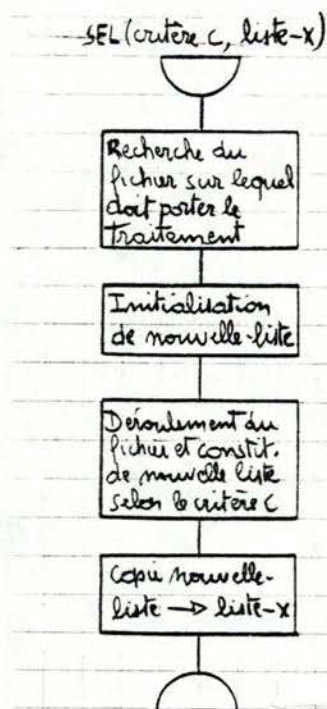 SEL (critère C, liste-X)
Recherche du
fichier sur lequel
doit porter le
traitement
Initialisation
de nouvelle-liste
Déroulement du
fichier et constit.
de nouvelle liste
selon le critère C
Copie nouvelle-
liste → liste-X